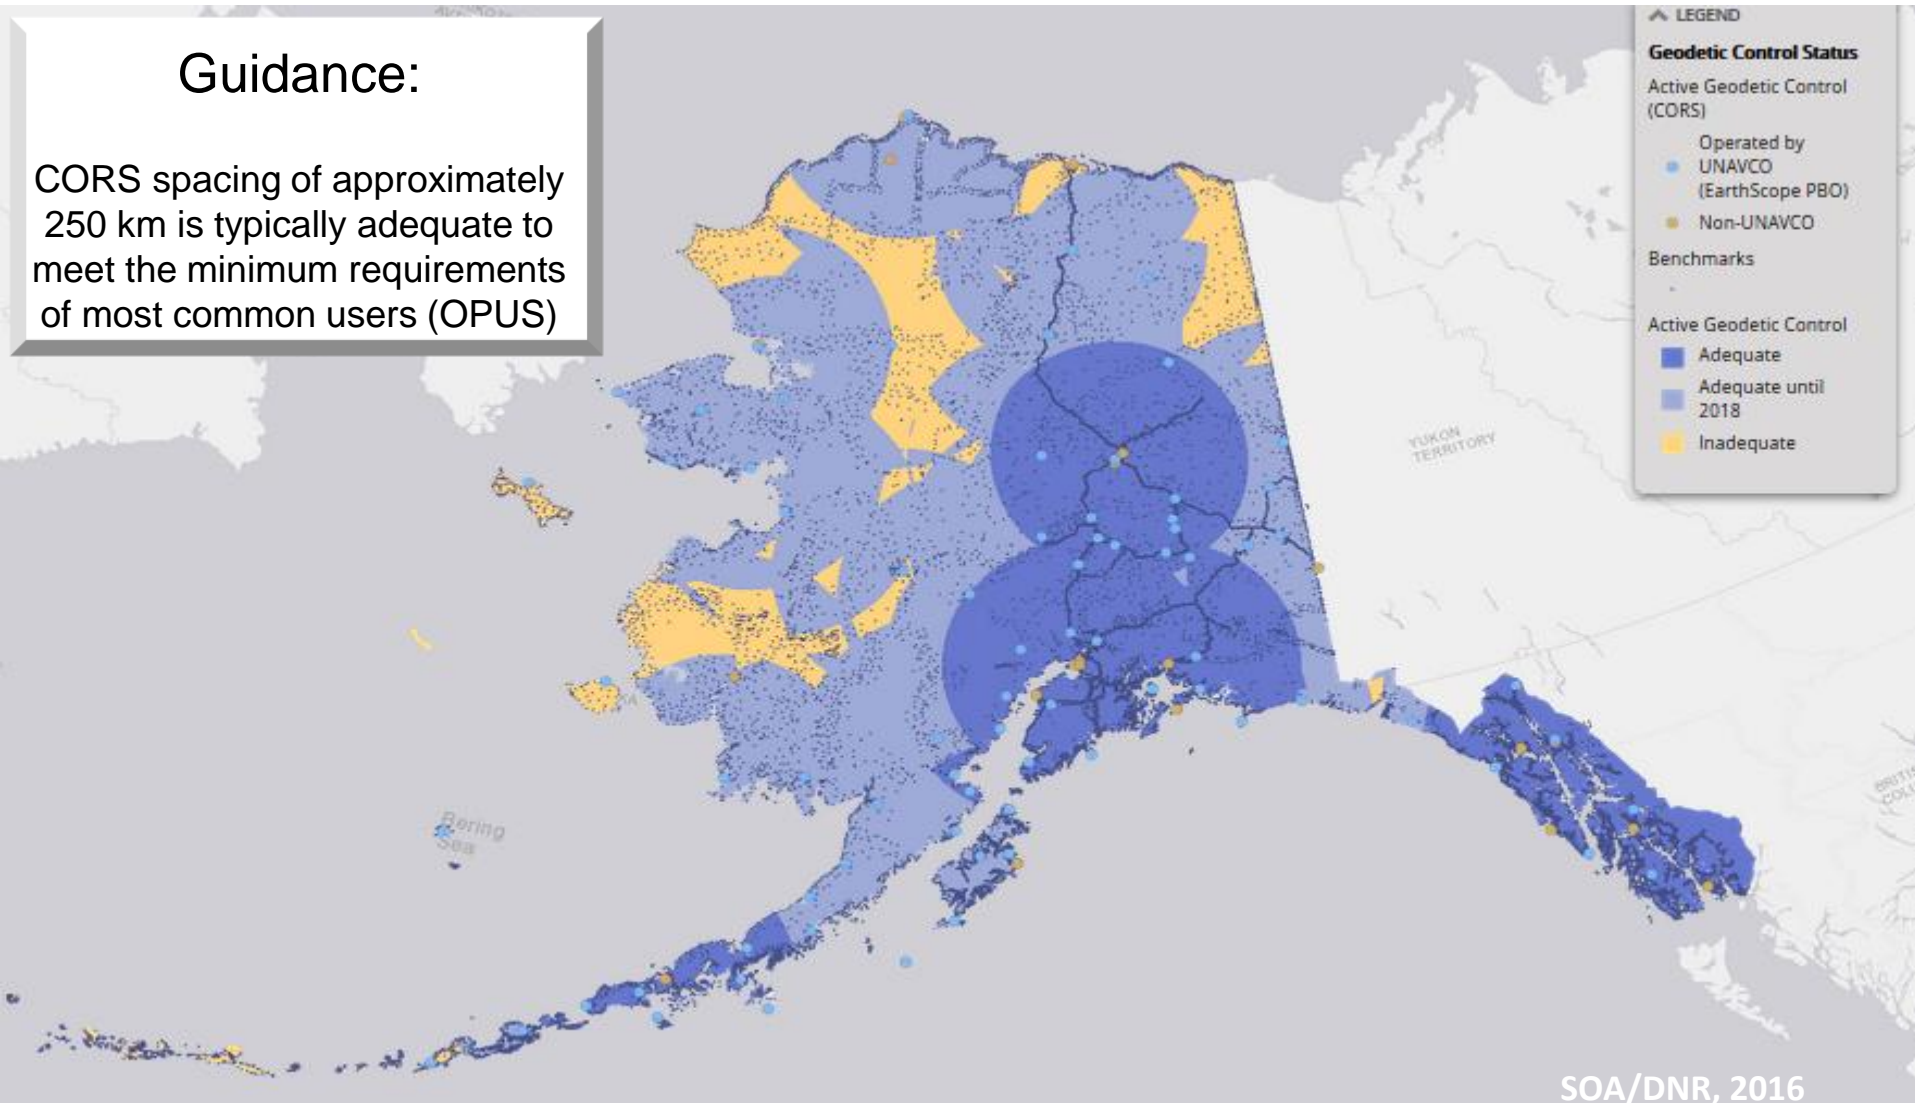 Guidance:
CORS spacing of approximately
250 km is typically adequate to
meet the minimum requirements
of most common users (OPUS)
LEGEND
Geodetic Control Status
Active Geodetic Control
(CORS)
Operated by
UNAVCO
(EarthScope PBO)
Non-UNAVCO
Benchmarks
Active Geodetic Control
Adequate
Adequate until
2018
Inadequate
YUKON
TERRITORY
Bering
Sea
SOA/DNR, 2016